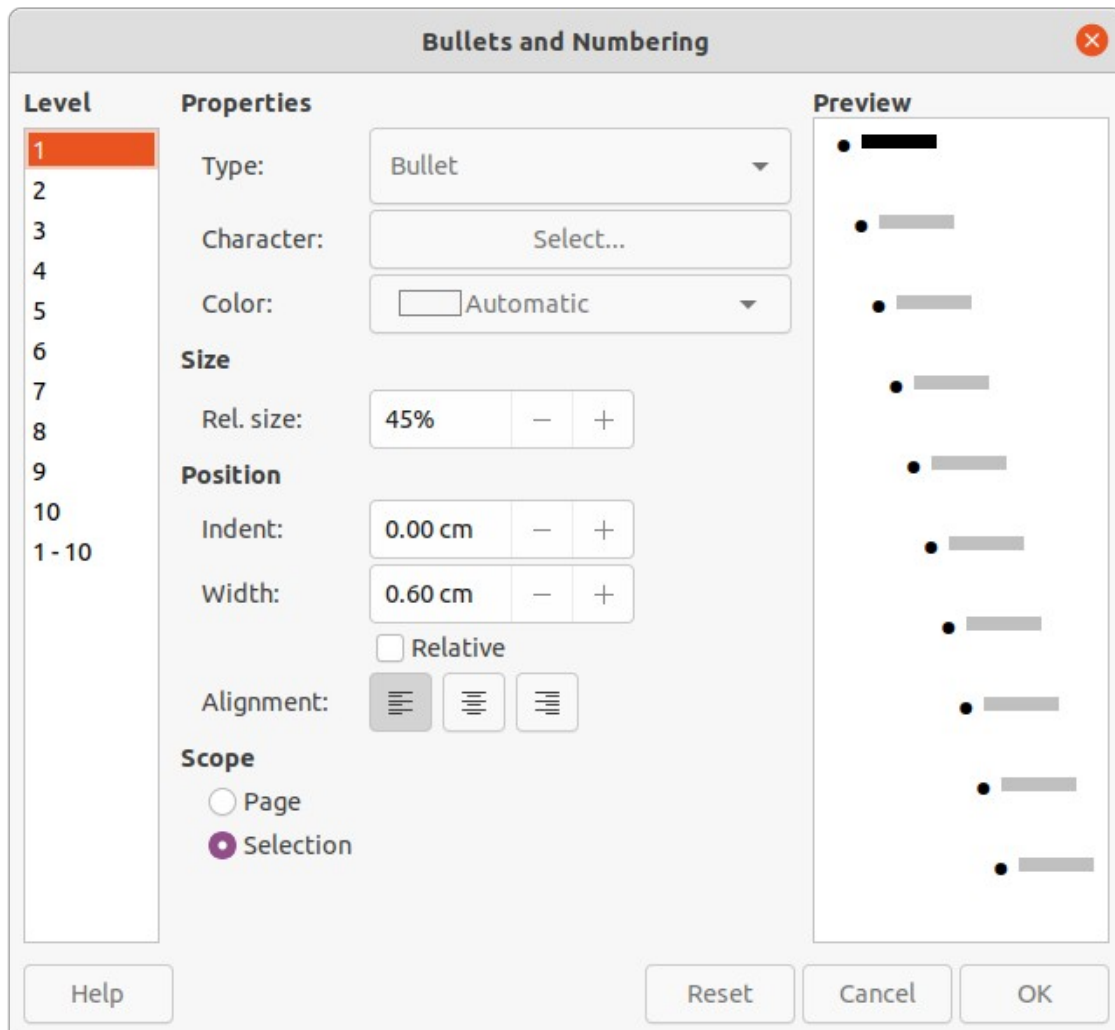 Bullets and Numbering
Level
1
2
3
4
5
6
7
8
9
10
1 - 10
Properties
Type: Bullet
Character: Select...
Color: Automatic
Size
Rel. size: 45%
Position
Indent: 0.00 cm
Width: 0.60 cm
Relative
Alignment:
Scope
Page
Selection
Preview
Help
Reset
Cancel
OK